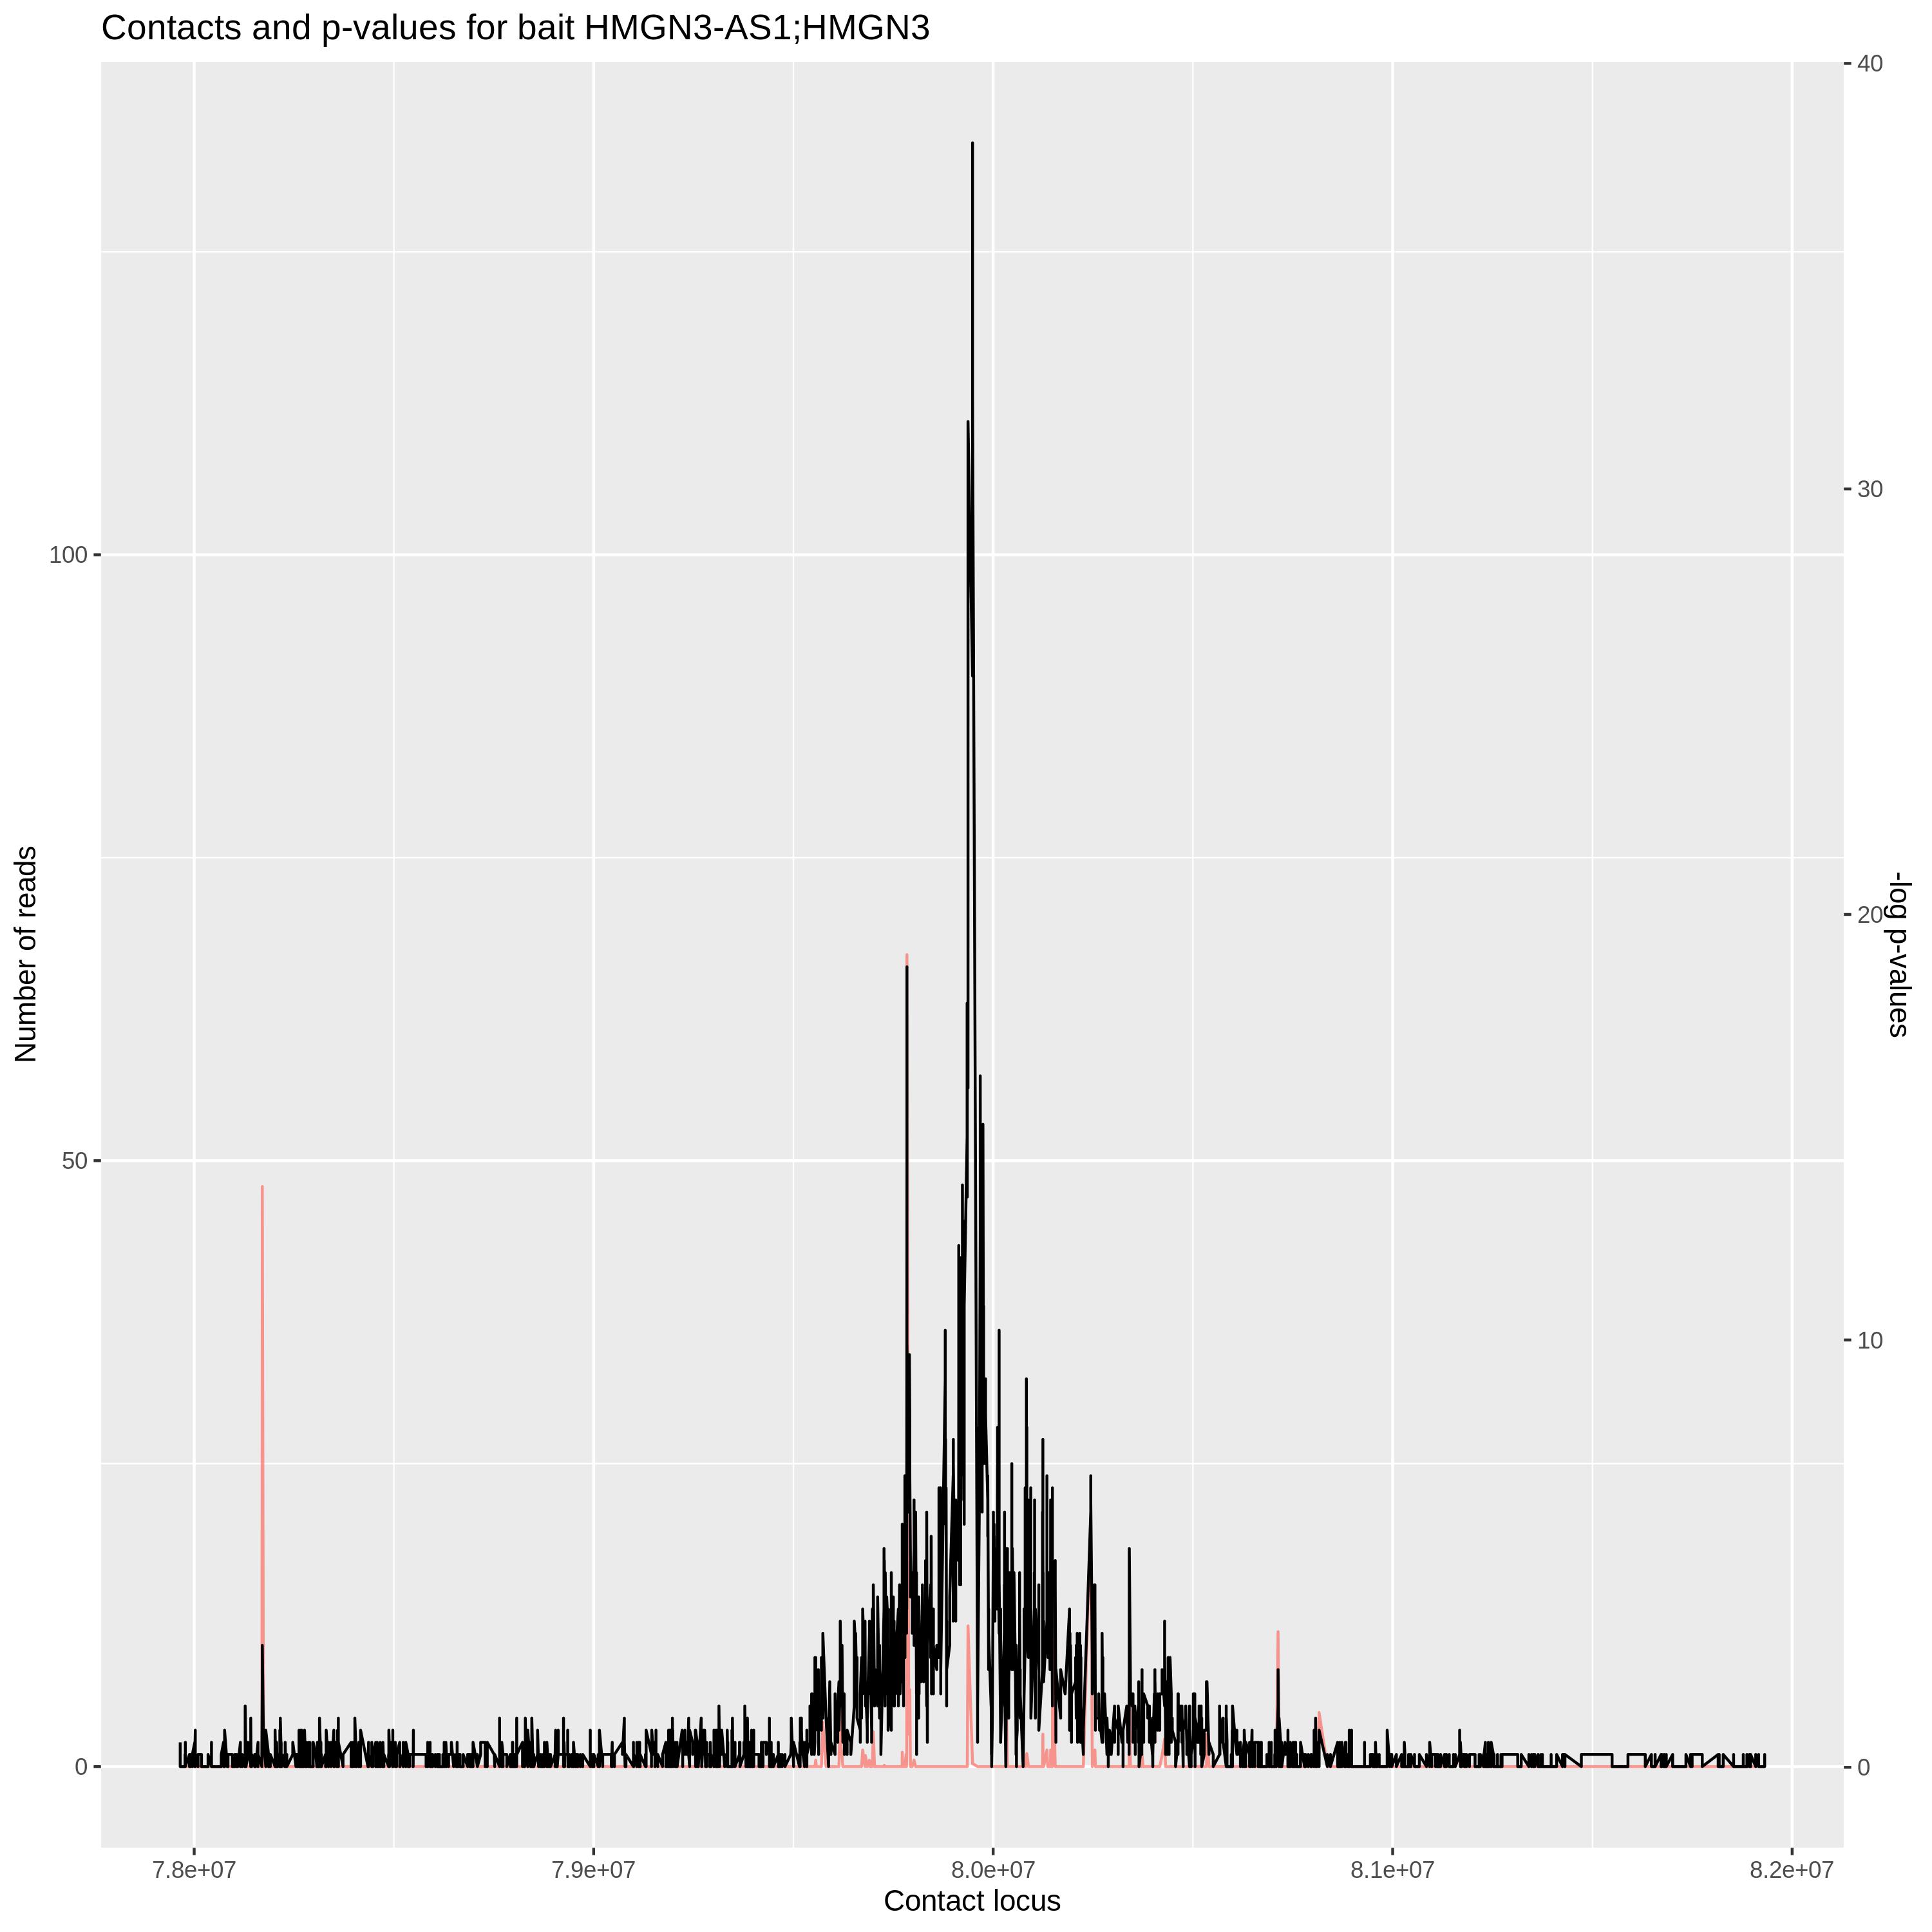 Contacts and p-values for bait HMGN3-AS1;HMGN3
Number of reads
100
50
0
40
30
20
10
0
-log p-values
7.8e+07 7.9e+07 8.0e+07 8.1e+07 8.2e+07
Contact locus